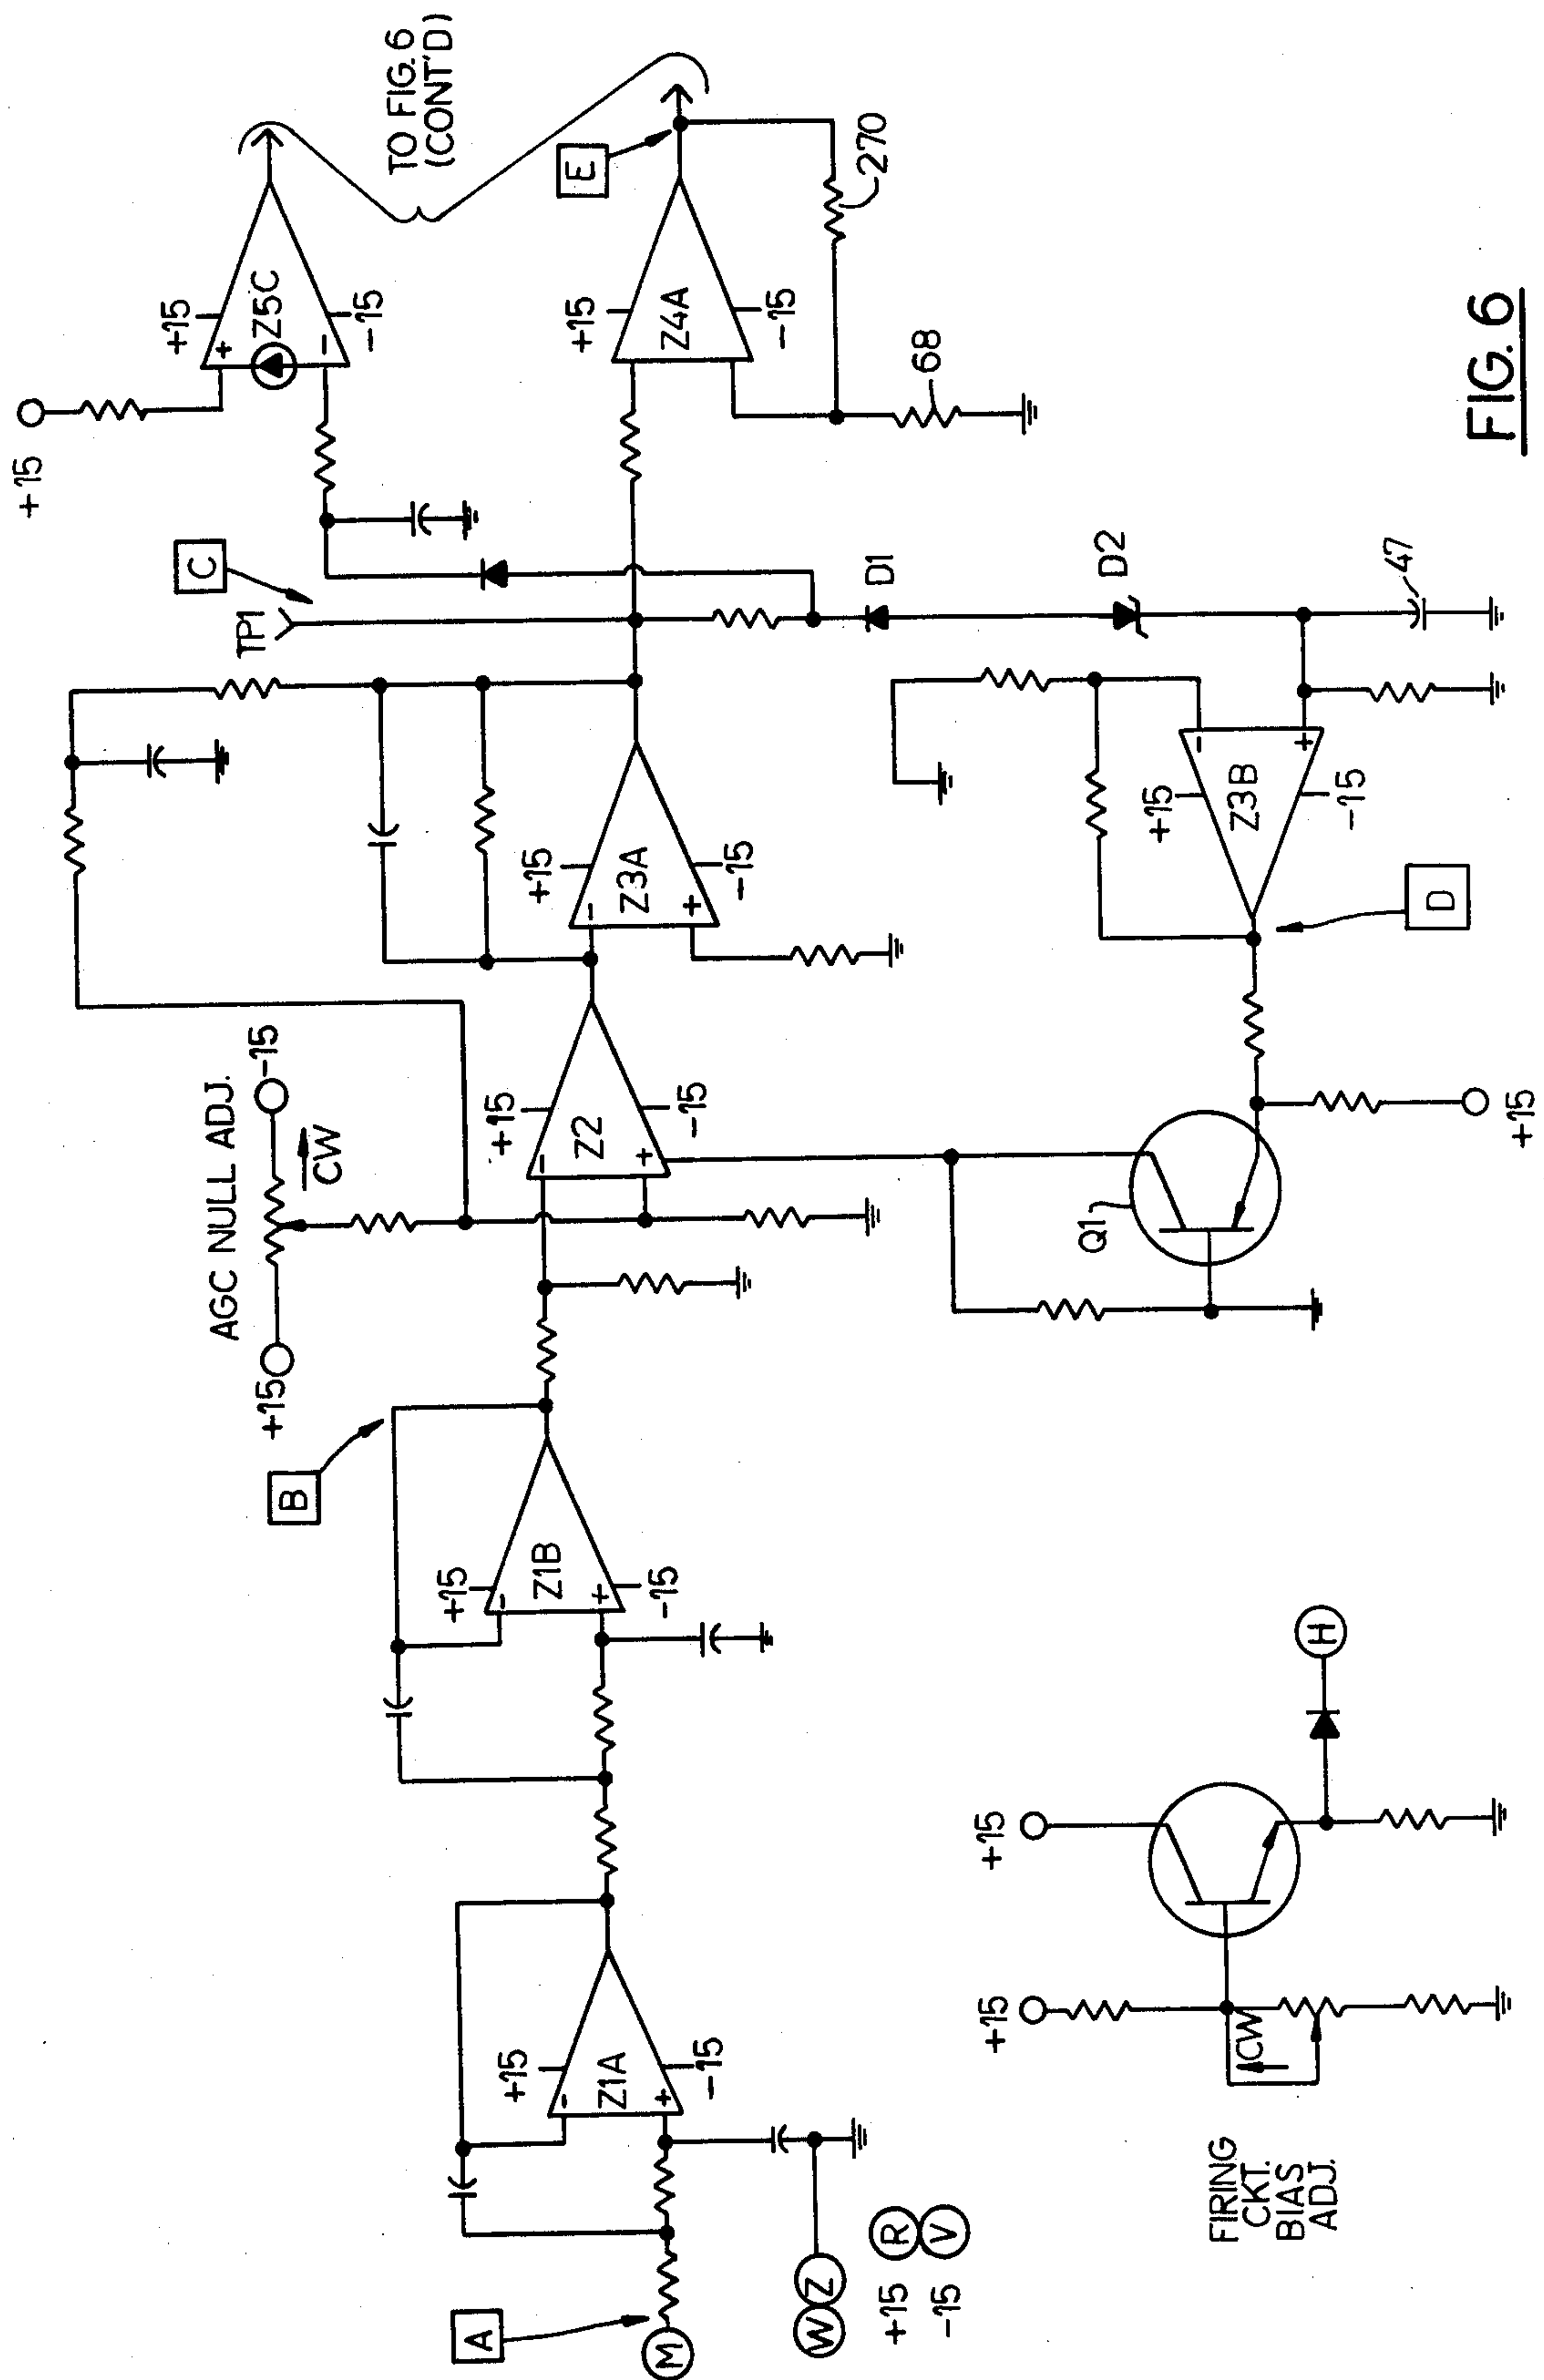 +15
+15
+
Z5C
-
-15
TO FIG. 6
(CONT'D)
C
TP1
E
+15
Z4A
-15
270
68
AGC NULL ADJ.
+15
-15
CW
B
+15
-
Z3A
+
-15
D1
D2
47
+15
-
Z2
+
-15
+15
-
Z1B
+
-15
-
+15
Z3B
+
-15
D
Q1
+15
A
M
+15
-
Z1A
+
-15
W
Z
+15
R
-15
V
+15
+15
CW
H
FIRING
CKT.
BIAS
ADJ.
FIG. 6